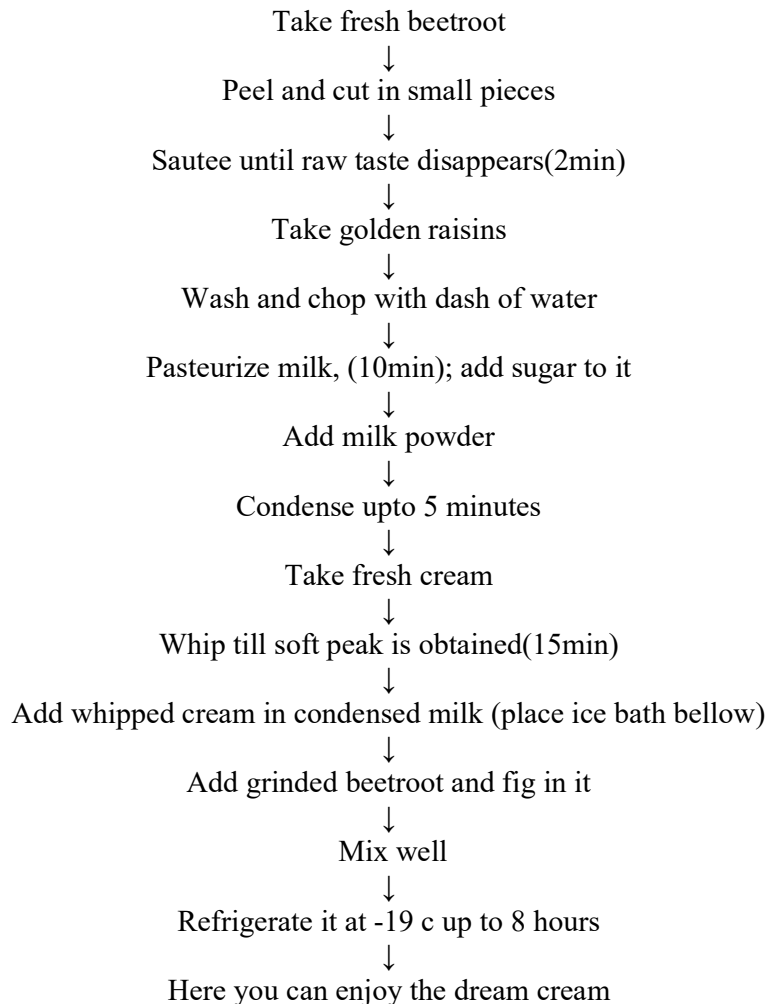 Take fresh beetroot
↓
Peel and cut in small pieces
↓
Sautee until raw taste disappears(2min)
↓
Take golden raisins
↓
Wash and chop with dash of water
↓
Pasteurize milk, (10min); add sugar to it
↓
Add milk powder
↓
Condense upto 5 minutes
↓
Take fresh cream
↓
Whip till soft peak is obtained(15min)
↓
Add whipped cream in condensed milk (place ice bath bellow)
↓
Add grinded beetroot and fig in it
↓
Mix well
↓
Refrigerate it at -19 c up to 8 hours
↓
Here you can enjoy the dream cream